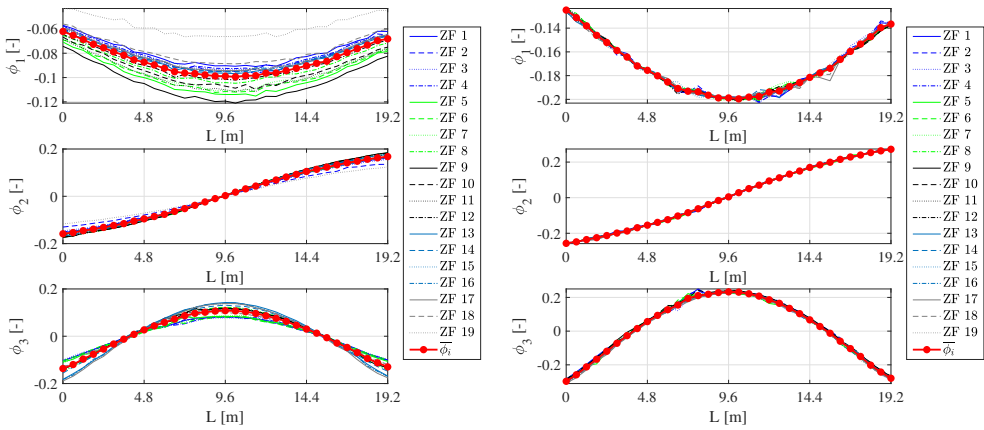 -0.06
-0.08
-0.1
-0.12
ϕ1 [-]
0 4.8 9.6 14.4 19.2
L [m]
0.2
0
-0.2
ϕ2 [-]
0 4.8 9.6 14.4 19.2
L [m]
0.2
0
-0.2
ϕ3 [-]
0 4.8 9.6 14.4 19.2
L [m]
ZF 1
ZF 2
ZF 3
ZF 4
ZF 5
ZF 6
ZF 7
ZF 8
ZF 9
ZF 10
ZF 11
ZF 12
ZF 13
ZF 14
ZF 15
ZF 16
ZF 17
ZF 18
ZF 19
ϕ̅i
-0.14
-0.16
-0.18
-0.2
ϕ1 [-]
0 4.8 9.6 14.4 19.2
L [m]
0.2
0
-0.2
ϕ2 [-]
0 4.8 9.6 14.4 19.2
L [m]
0.2
0
-0.2
ϕ3 [-]
0 4.8 9.6 14.4 19.2
L [m]
ZF 1
ZF 2
ZF 3
ZF 4
ZF 5
ZF 6
ZF 7
ZF 8
ZF 9
ZF 10
ZF 11
ZF 12
ZF 13
ZF 14
ZF 15
ZF 16
ZF 17
ZF 18
ZF 19
ϕ̅i